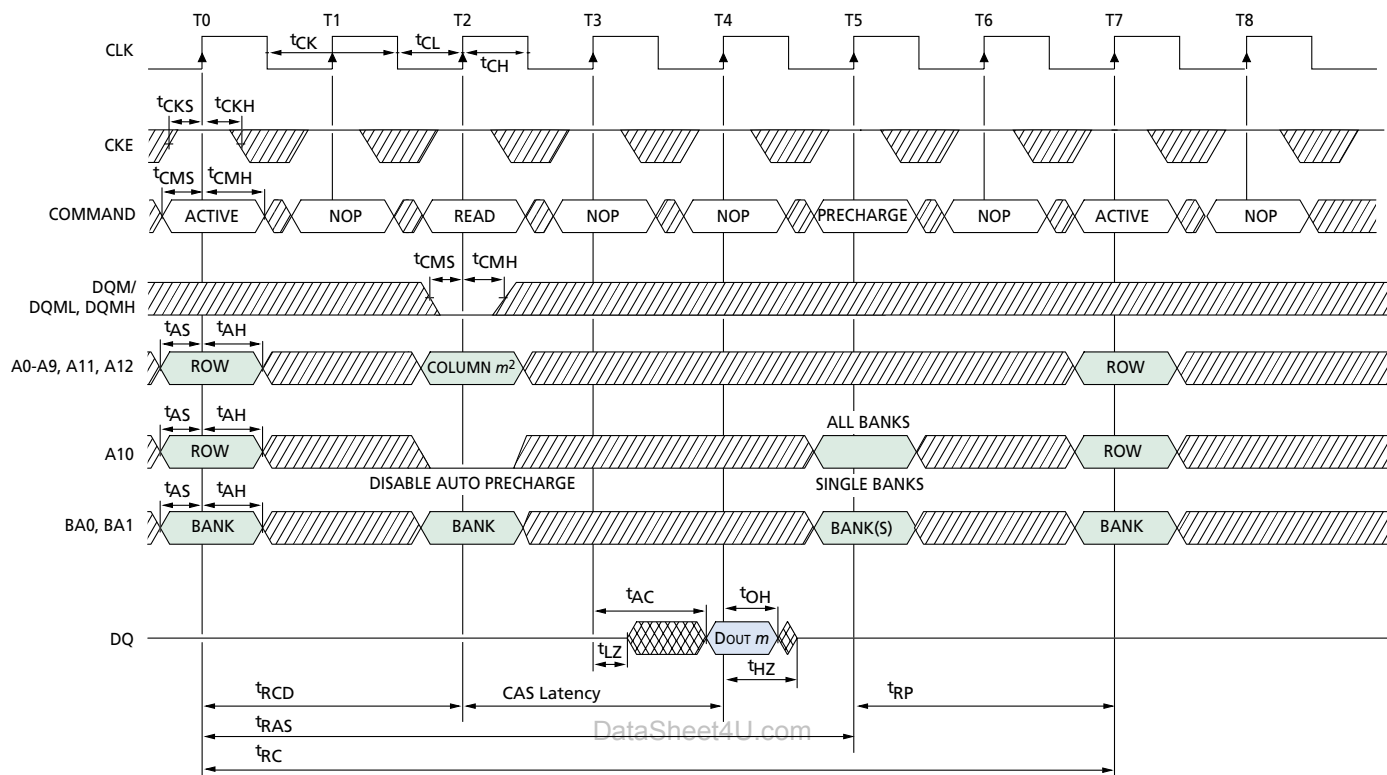 T0 T1 T2 T3 T4 T5 T6 T7 T8
CLK
tCK tCL
tCH
tCKS tCKH
CKE
tCMS tCMH
COMMAND ACTIVE NOP READ NOP NOP PRECHARGE NOP ACTIVE NOP
tCMS tCMH
DQM/
DQML, DQMH
tAS tAH
A0-A9, A11, A12 ROW COLUMN m² ROW
tAS tAH
ALL BANKS
A10 ROW ROW
DISABLE AUTO PRECHARGE SINGLE BANKS
tAS tAH
BA0, BA1 BANK BANK BANK(S) BANK
tAC tOH
DQ DOUT m
tLZ tHZ
tRCD CAS Latency tRP
tRAS
DataSheet4U.com
tRC